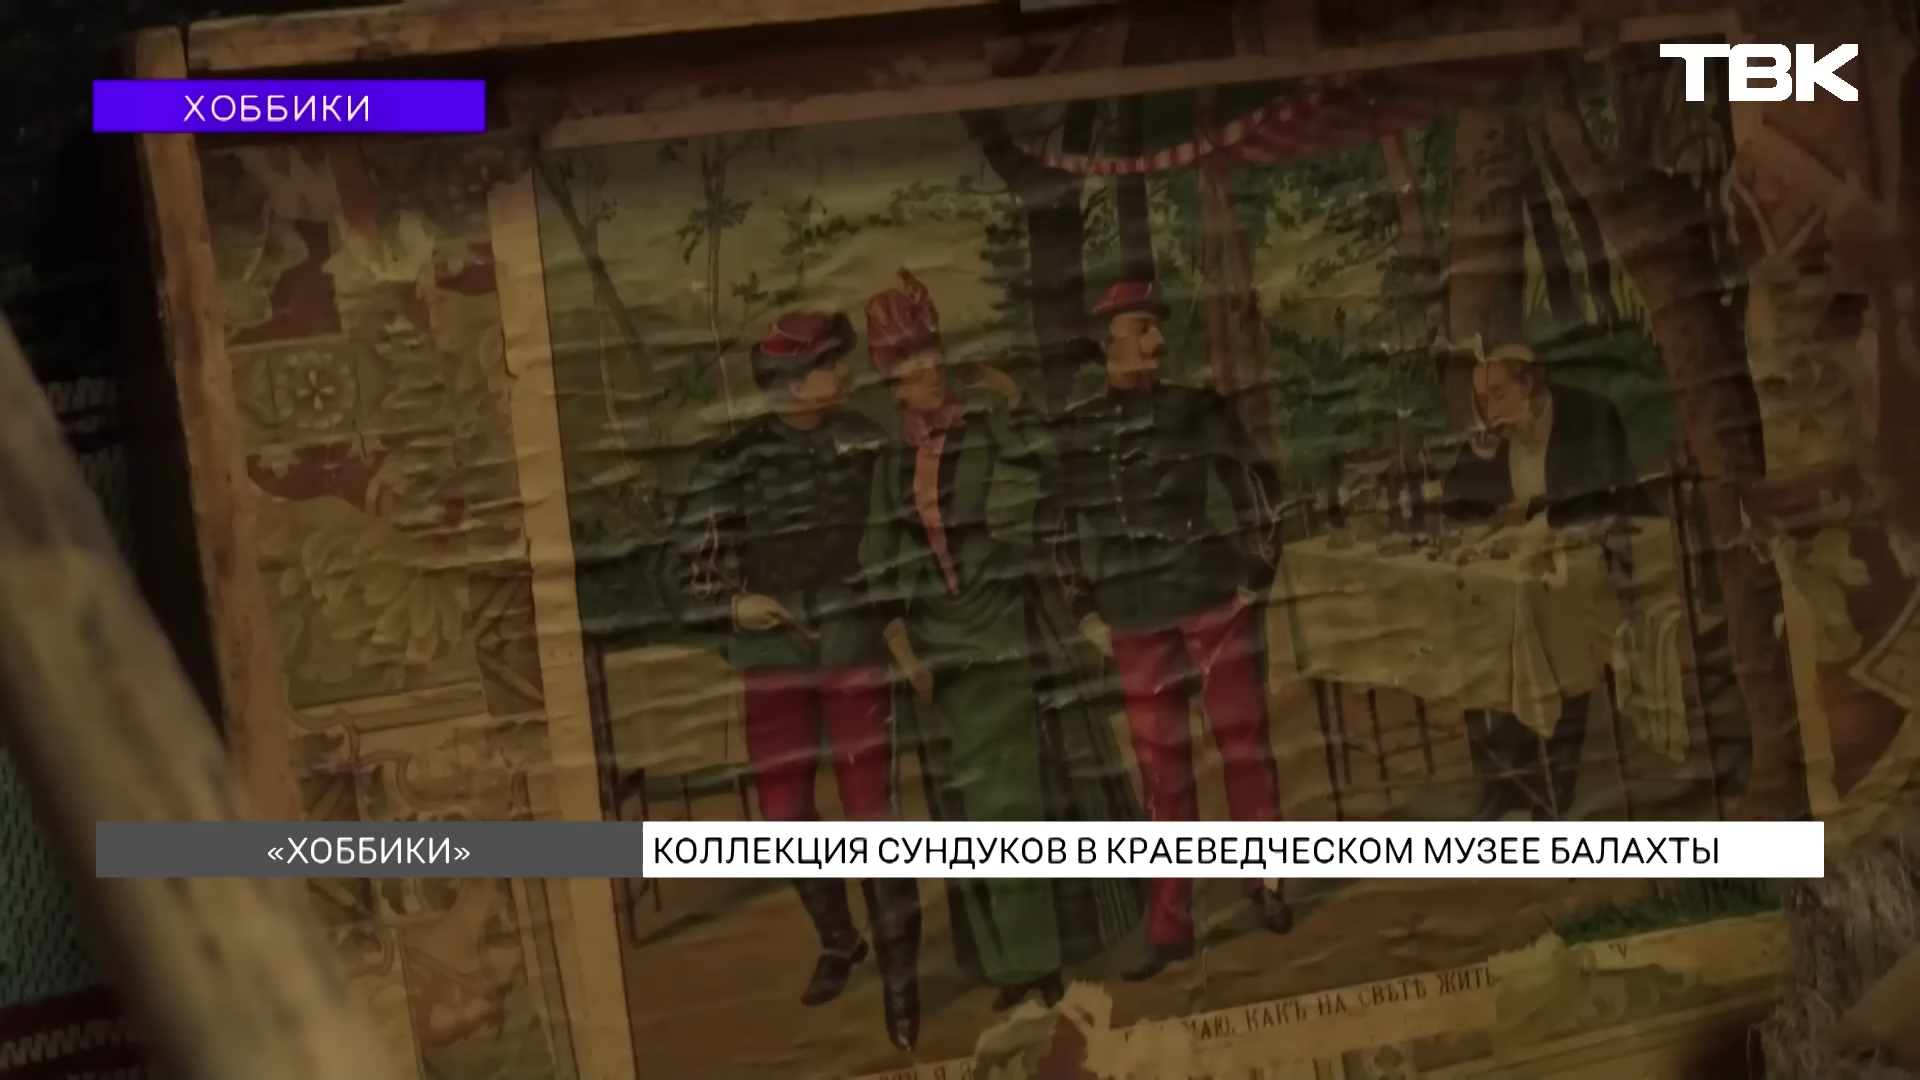 ТВК
ХОББИКИ
«ХОББИКИ»
КОЛЛЕКЦИЯ СУНДУКОВ В КРАЕВЕДЧЕСКОМ МУЗЕЕ БАЛАХТЫ
КАКЪ НА СВѢТѢ ЖИТЬ